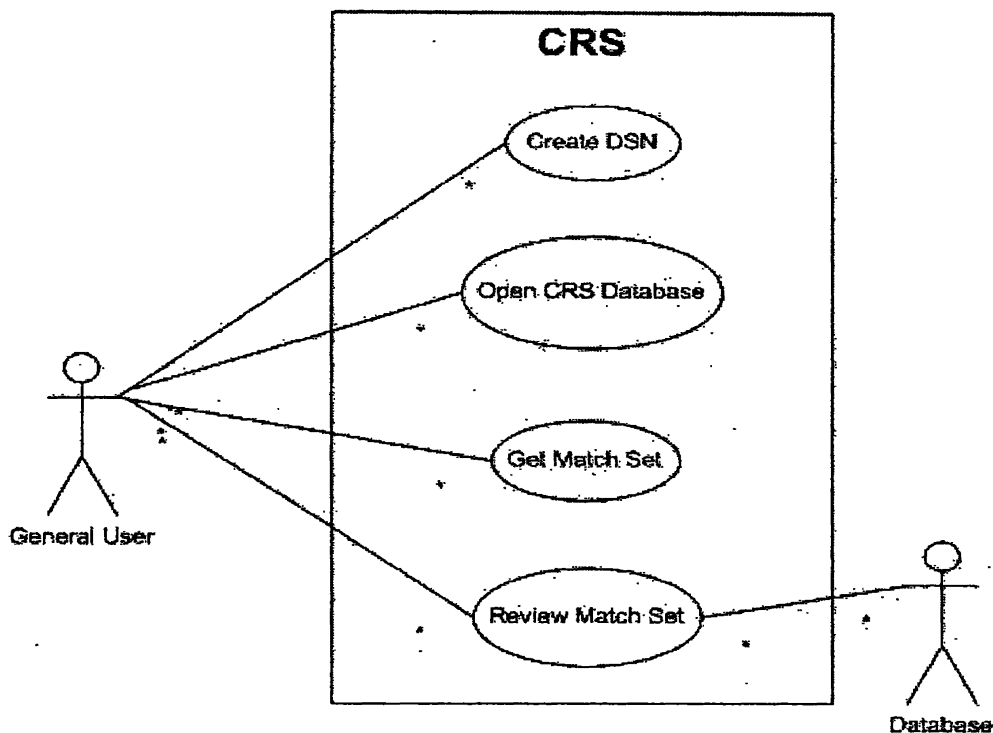 CRS
Create DSN
*
Open CRS Database
*
*
*
*
General User
Get Match Set
*
Review Match Set
*
*
*
Database